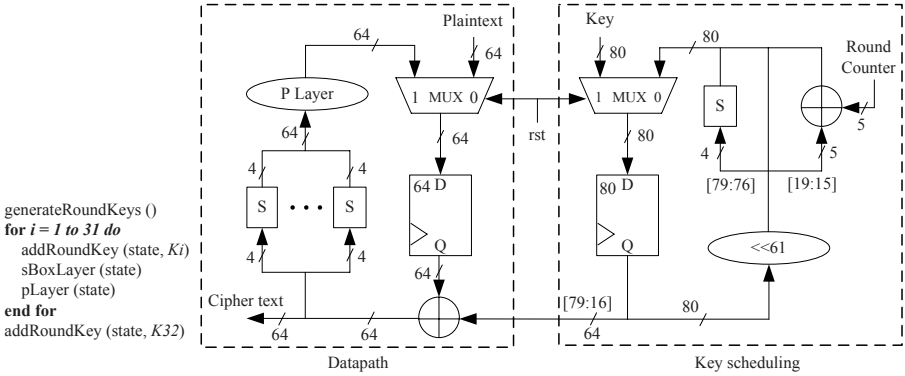 generateRoundKeys ()
for i = 1 to 31 do
addRoundKey (state, Ki)
sBoxLayer (state)
pLayer (state)
end for
addRoundKey (state, K32)
Plaintext
64
64
P Layer
1 MUX 0
64
64
4
4
S
• • •
S
4
4
64 D
Q
64
Cipher text
64
64
Datapath
rst
Key
80
80
Round
Counter
1 MUX 0
S
5
80
4
5
[79:76]
[19:15]
80 D
Q
<<61
[79:16]
64
80
Key scheduling